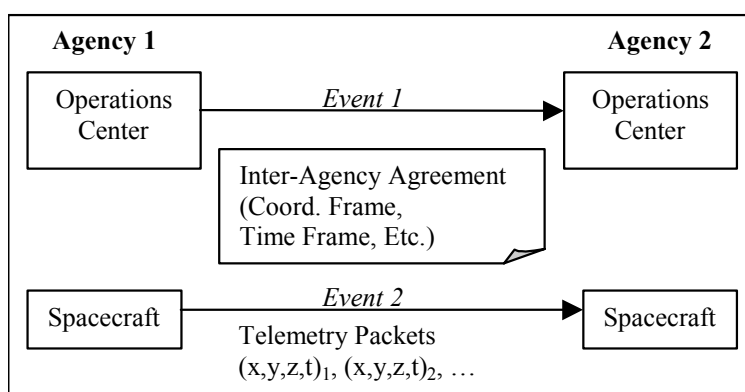 Agency 1
Agency 2
Operations
Center
Event 1
Operations
Center
Inter-Agency Agreement
(Coord. Frame,
Time Frame, Etc.)
Spacecraft
Event 2
Spacecraft
Telemetry Packets
(x,y,z,t)₁, (x,y,z,t)₂, …